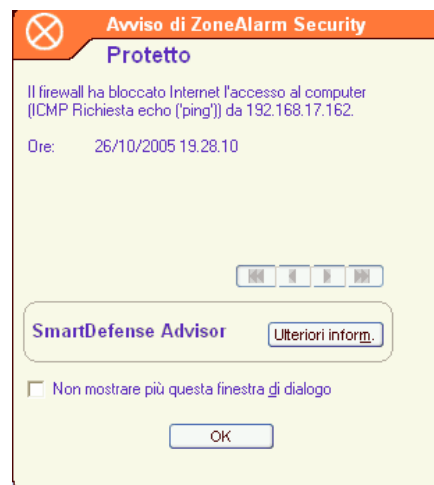 Avviso di ZoneAlarm Security
Protetto
Il firewall ha bloccato Internet l'accesso al computer
(ICMP Richiesta echo ('ping')) da 192.168.17.162.
Ore: 26/10/2005 19.28.10
SmartDefense Advisor
Ulteriori inform.
Non mostrare più questa finestra di dialogo
OK